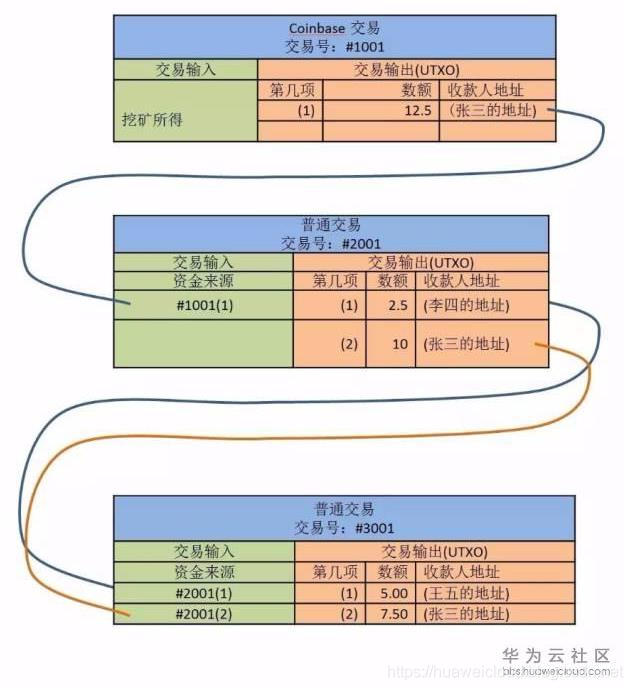 Coinbase 交易
交易号：#1001
交易输入 交易输出(UTXO)
第几项 数额 收款人地址
挖矿所得 (1) 12.5 (张三的地址)
普通交易
交易号：#2001
交易输入 交易输出(UTXO)
资金来源 第几项 数额 收款人地址
#1001(1) (1) 2.5 (李四的地址)
(2) 10 (张三的地址)
普通交易
交易号：#3001
交易输入 交易输出(UTXO)
资金来源 第几项 数额 收款人地址
#2001(1) (1) 5.00 (王五的地址)
#2001(2) (2) 7.50 (张三的地址)
华为云社区